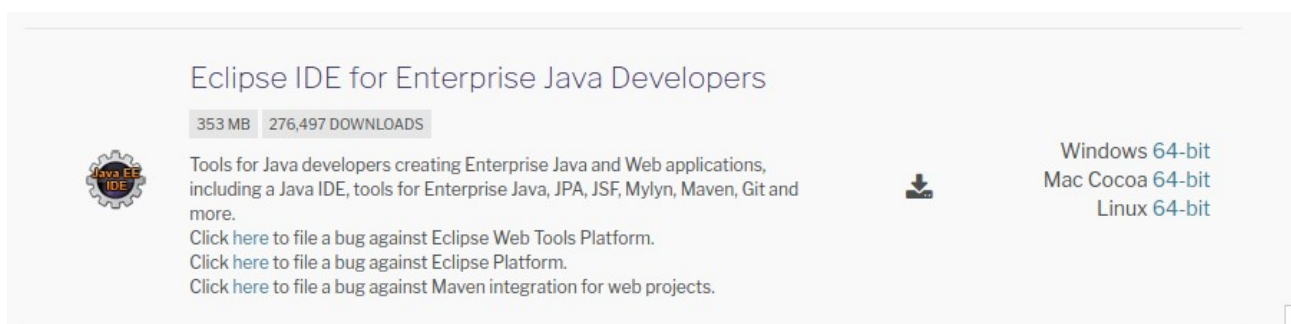 Eclipse IDE for Enterprise Java Developers
353 MB 276,497 DOWNLOADS
Java EE
IDE
Tools for Java developers creating Enterprise Java and Web applications,
including a Java IDE, tools for Enterprise Java, JPA, JSF, Mylyn, Maven, Git and
more.
Click here to file a bug against Eclipse Web Tools Platform.
Click here to file a bug against Eclipse Platform.
Click here to file a bug against Maven integration for web projects.
Windows 64-bit
Mac Cocoa 64-bit
Linux 64-bit